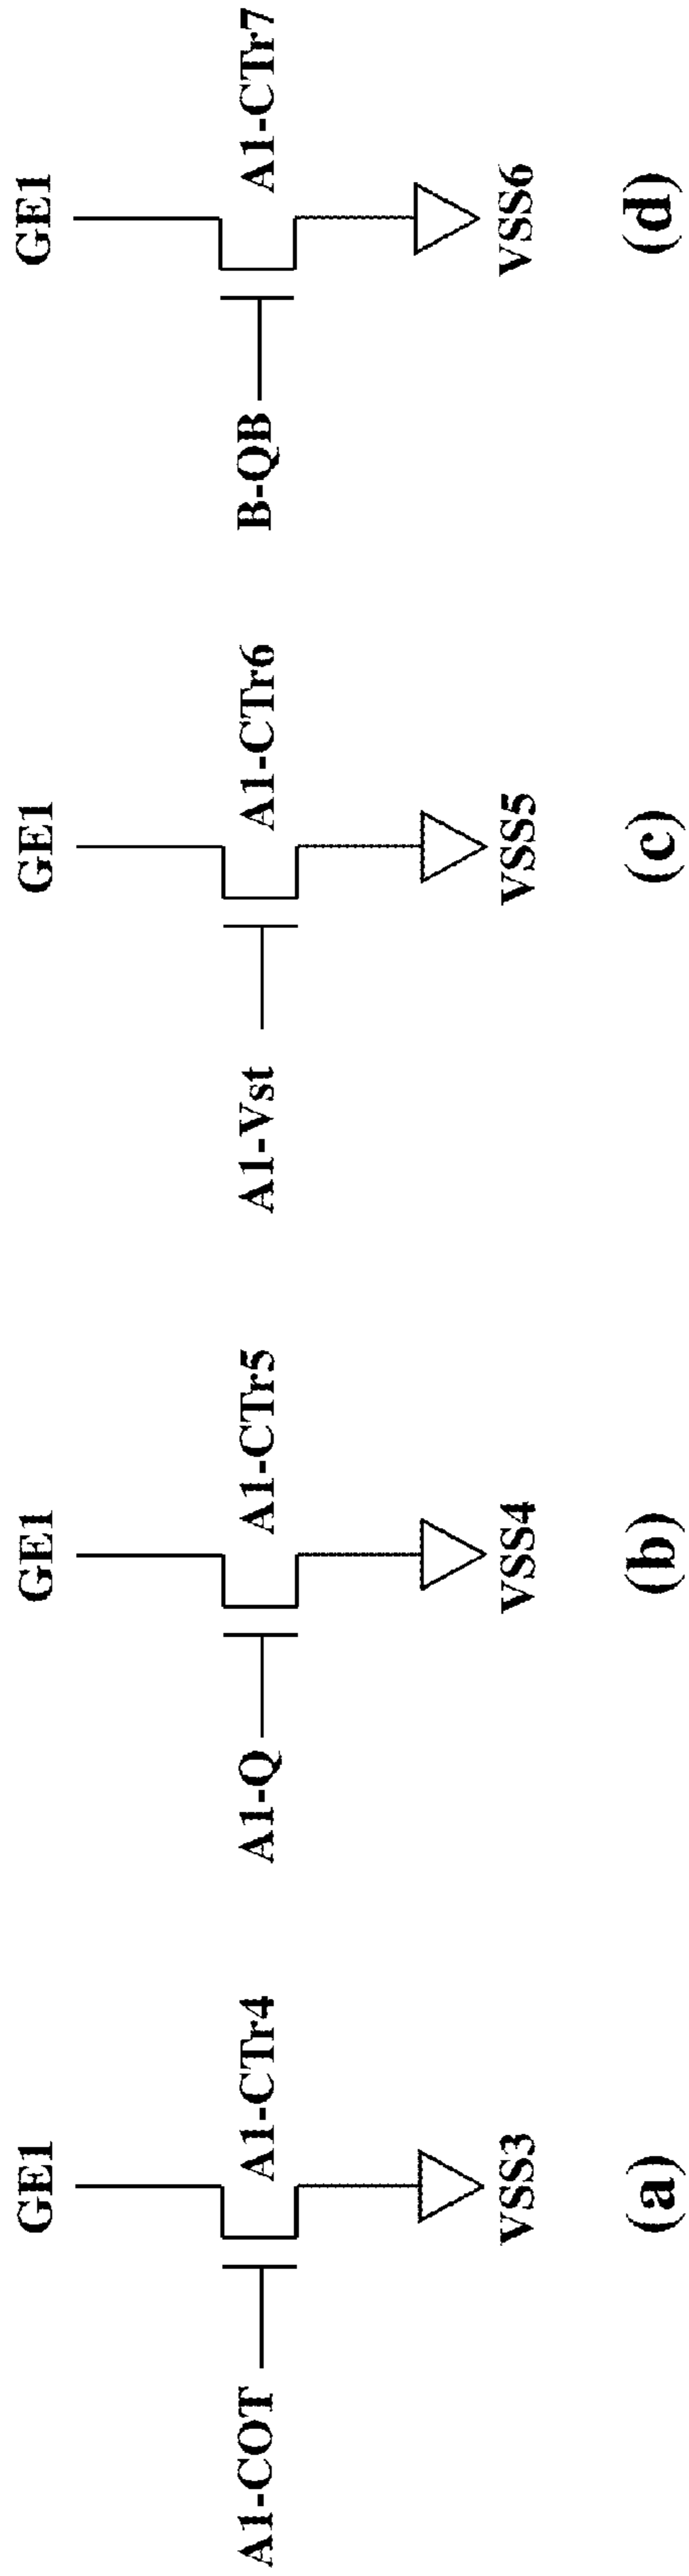 GE1
A1-COT
A1-CTr4
VSS3
(a)
GE1
A1-Q
A1-CTr5
VSS4
(b)
GE1
A1-Vst
A1-CTr6
VSS5
(c)
GE1
B-QB
A1-CTr7
VSS6
(d)